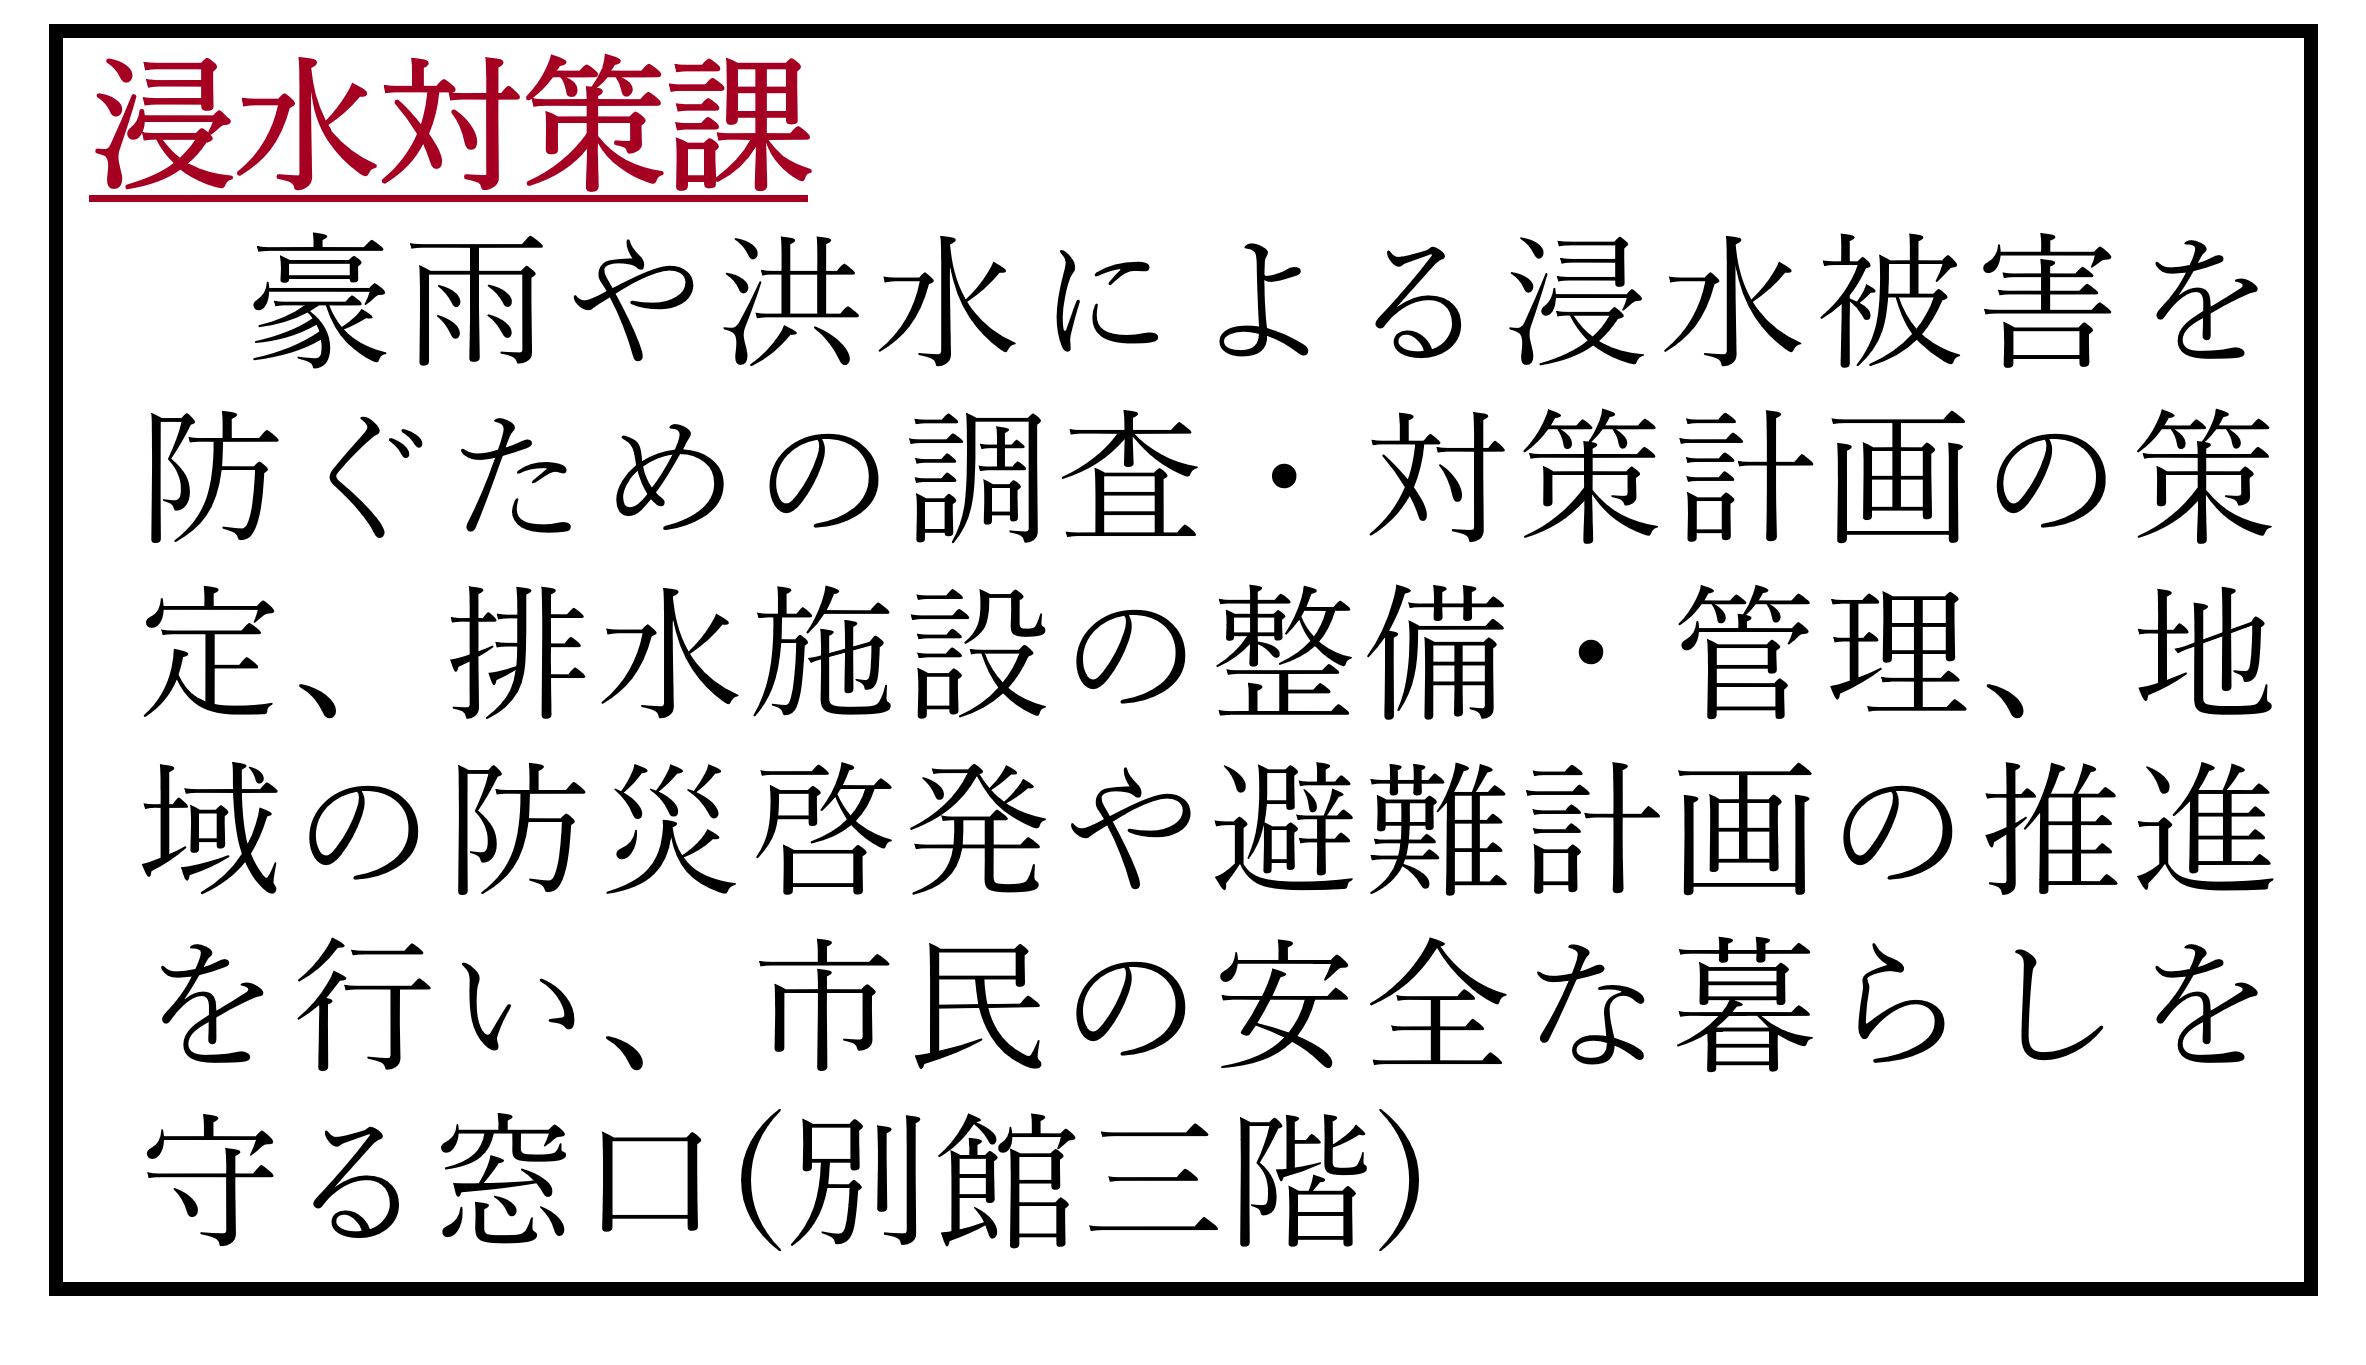 浸水対策課
豪雨や洪水による浸水被害を
防ぐための調査・対策計画の策
定、排水施設の整備・管理、地
域の防災啓発や避難計画の推進
を行い、市民の安全な暮らしを
守る窓口(別館三階)